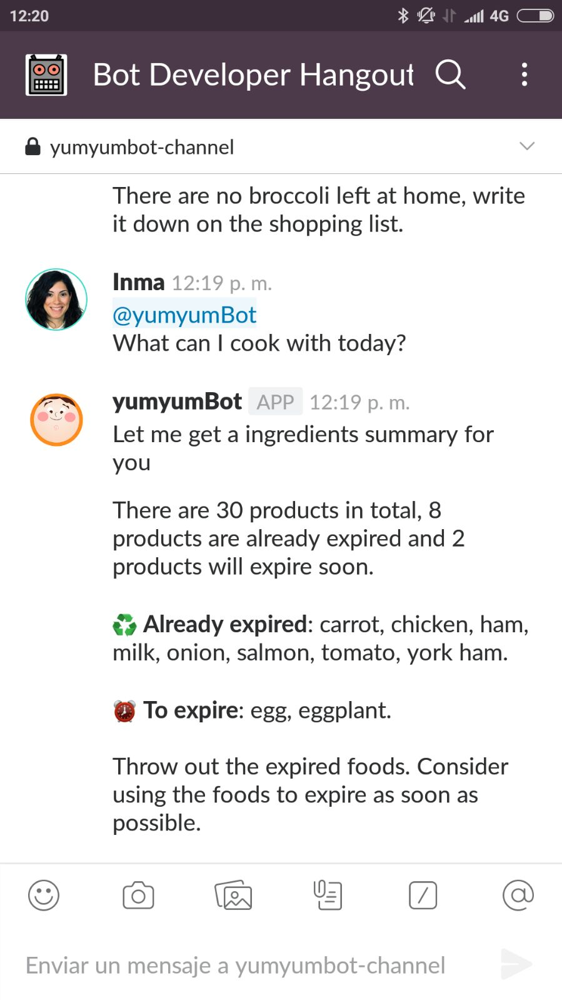 12:20
4G
Bot Developer Hangout
yumyumbot-channel
There are no broccoli left at home, write
it down on the shopping list.
Inma 12:19 p. m.
@yumyumBot
What can I cook with today?
yumyumBot APP 12:19 p. m.
Let me get a ingredients summary for
you
There are 30 products in total, 8
products are already expired and 2
products will expire soon.
Already expired: carrot, chicken, ham,
milk, onion, salmon, tomato, york ham.
To expire: egg, eggplant.
Throw out the expired foods. Consider
using the foods to expire as soon as
possible.
Enviar un mensaje a yumyumbot-channel